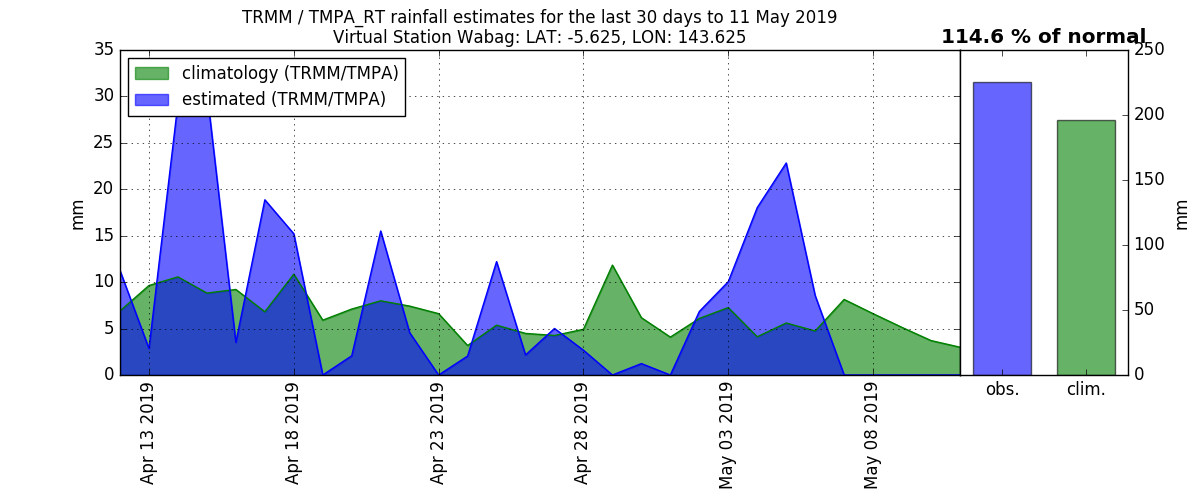 TRMM / TMPA_RT rainfall estimates for the last 30 days to 11 May 2019
Virtual Station Wabag: LAT: -5.625, LON: 143.625
114.6 % of normal
climatology (TRMM/TMPA)
estimated (TRMM/TMPA)
mm
35
30
25
20
15
10
5
0
Apr 13 2019
Apr 18 2019
Apr 23 2019
Apr 28 2019
May 03 2019
May 08 2019
250
200
150
100
50
0
mm
obs.
clim.